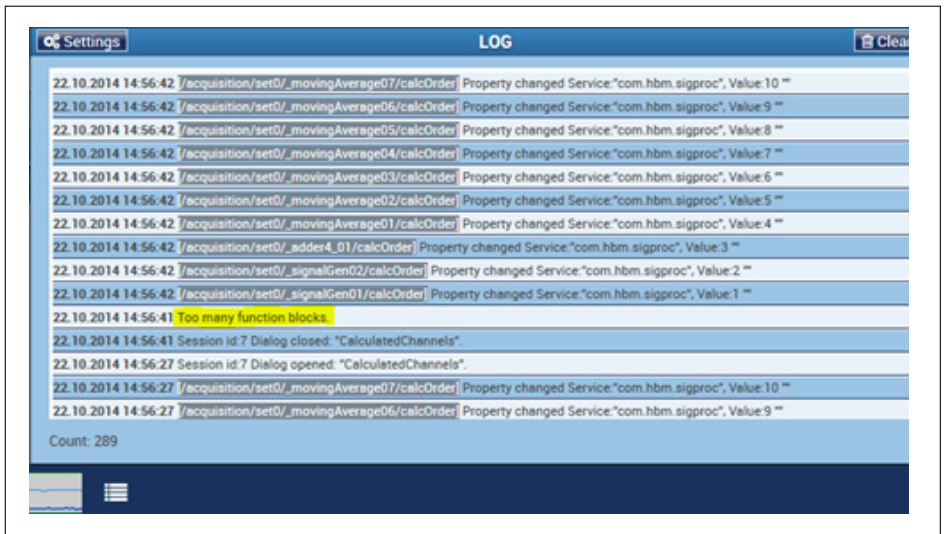 Settings
LOG
Clea
22.10.2014 14:56:42 [/acquisition/set0/_movingAverage07/calcOrder] Property changed Service:"com.hbm.sigproc", Value:10 ""
22.10.2014 14:56:42 [/acquisition/set0/_movingAverage06/calcOrder] Property changed Service:"com.hbm.sigproc", Value:9 ""
22.10.2014 14:56:42 [/acquisition/set0/_movingAverage05/calcOrder] Property changed Service:"com.hbm.sigproc", Value:8 ""
22.10.2014 14:56:42 [/acquisition/set0/_movingAverage04/calcOrder] Property changed Service:"com.hbm.sigproc", Value:7 ""
22.10.2014 14:56:42 [/acquisition/set0/_movingAverage03/calcOrder] Property changed Service:"com.hbm.sigproc", Value:6 ""
22.10.2014 14:56:42 [/acquisition/set0/_movingAverage02/calcOrder] Property changed Service:"com.hbm.sigproc", Value:5 ""
22.10.2014 14:56:42 [/acquisition/set0/_movingAverage01/calcOrder] Property changed Service:"com.hbm.sigproc", Value:4 ""
22.10.2014 14:56:42 [/acquisition/set0/_adder4_01/calcOrder] Property changed Service:"com.hbm.sigproc", Value:3 ""
22.10.2014 14:56:42 [/acquisition/set0/_signalGen02/calcOrder] Property changed Service:"com.hbm.sigproc", Value:2 ""
22.10.2014 14:56:42 [/acquisition/set0/_signalGen01/calcOrder] Property changed Service:"com.hbm.sigproc", Value:1 ""
22.10.2014 14:56:41 Too many function blocks.
22.10.2014 14:56:41 Session id:7 Dialog closed: "CalculatedChannels".
22.10.2014 14:56:27 Session id:7 Dialog opened: "CalculatedChannels".
22.10.2014 14:56:27 [/acquisition/set0/_movingAverage07/calcOrder] Property changed Service:"com.hbm.sigproc", Value:10 ""
22.10.2014 14:56:27 [/acquisition/set0/_movingAverage06/calcOrder] Property changed Service:"com.hbm.sigproc", Value:9 ""
Count: 289